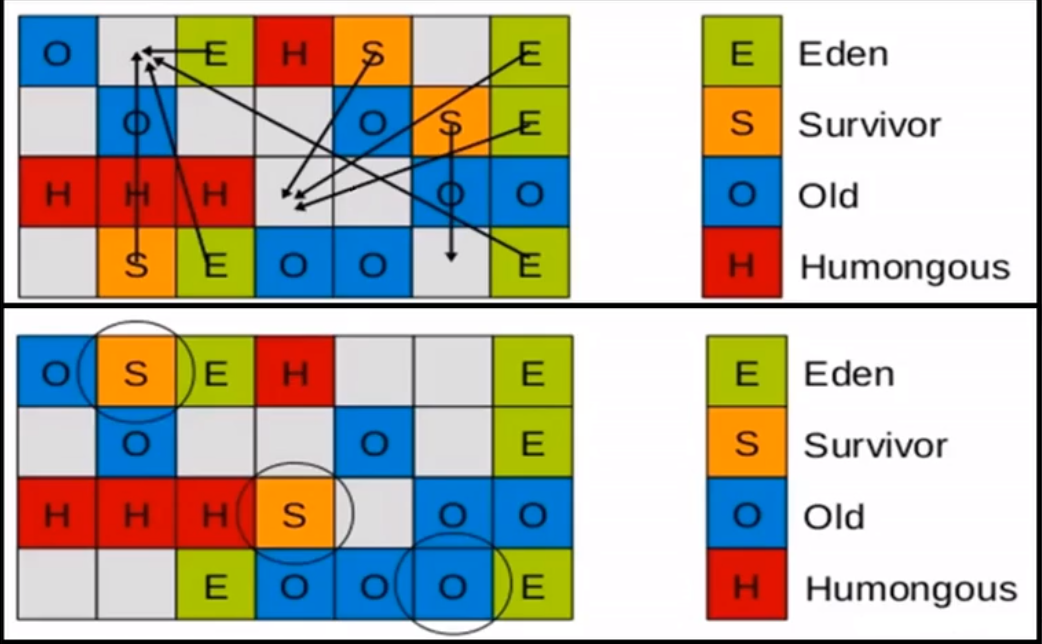 O E H S E E Eden
O O S E S Survivor
H H H O O O Old
S E O O E H Humongous
O S E H E E Eden
O O E S Survivor
H H H S O O O Old
E O O O E H Humongous